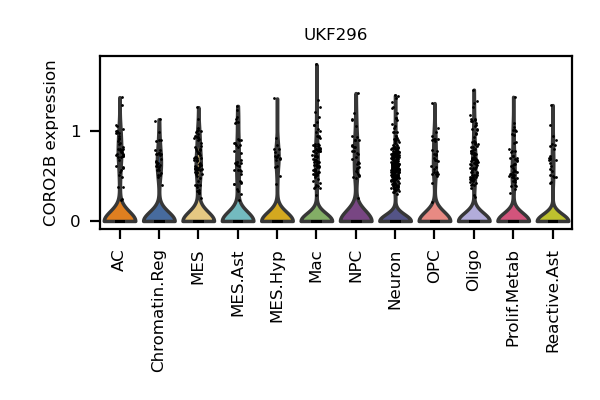 UKF296
CORO2B expression
1
0
AC
Chromatin.Reg
MES
MES.Ast
MES.Hyp
Mac
NPC
Neuron
OPC
Oligo
Prolif.Metab
Reactive.Ast